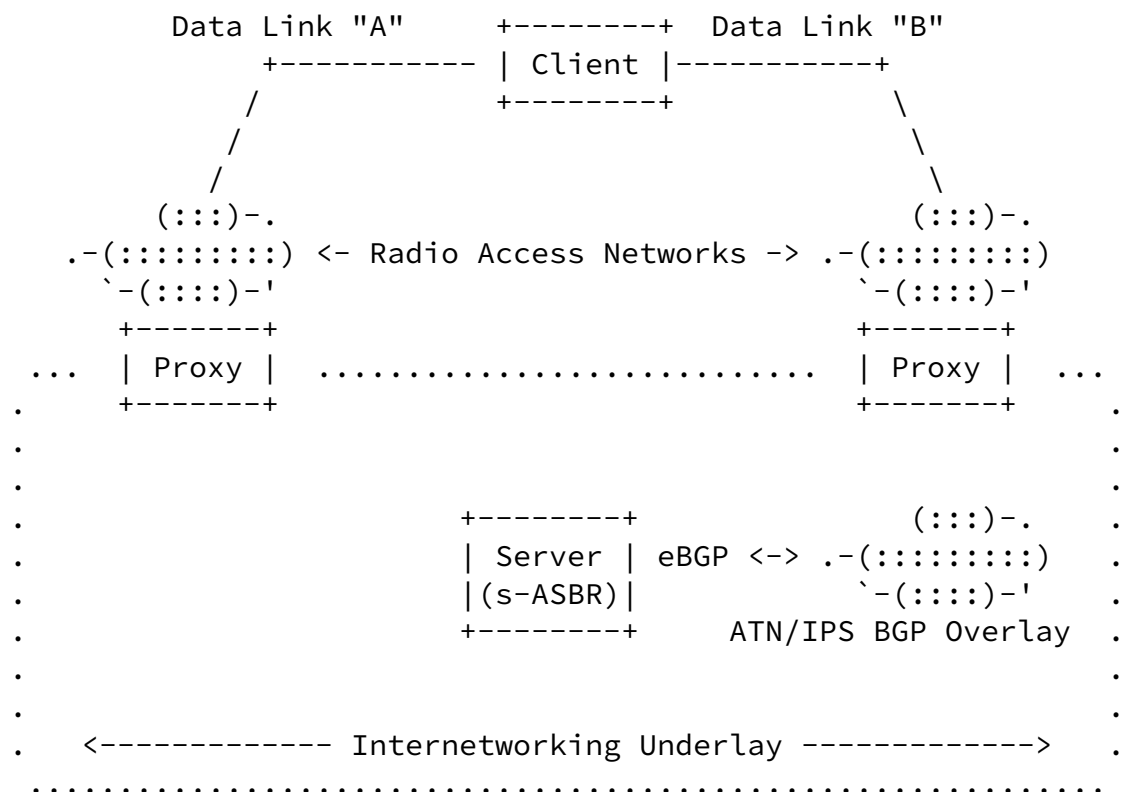 Data Link "A"      +--------+  Data Link "B"
+----------- | Client |-----------+
/             +--------+             \
/                                    \
/                                      \
(:::)-.                                   (:::)-.
.-(:::::::::) <- Radio Access Networks -> .-(:::::::::)
`-(::::)-'                                `-(::::)-'
+-------+                                +-------+
...  | Proxy |  ............................  | Proxy |  ...
.     +-------+                                +-------+     .
.                                                            .
.                                                            .
.                        +--------+               (:::)-.    .
.                        | Server | eBGP <-> .-(:::::::::)   .
.                        |(s-ASBR)|            `-(::::)-'    .
.                        +--------+     ATN/IPS BGP Overlay  .
.                                                            .
.                                                            .
.   <------------- Internetworking Underlay ------------->   .
............................................................